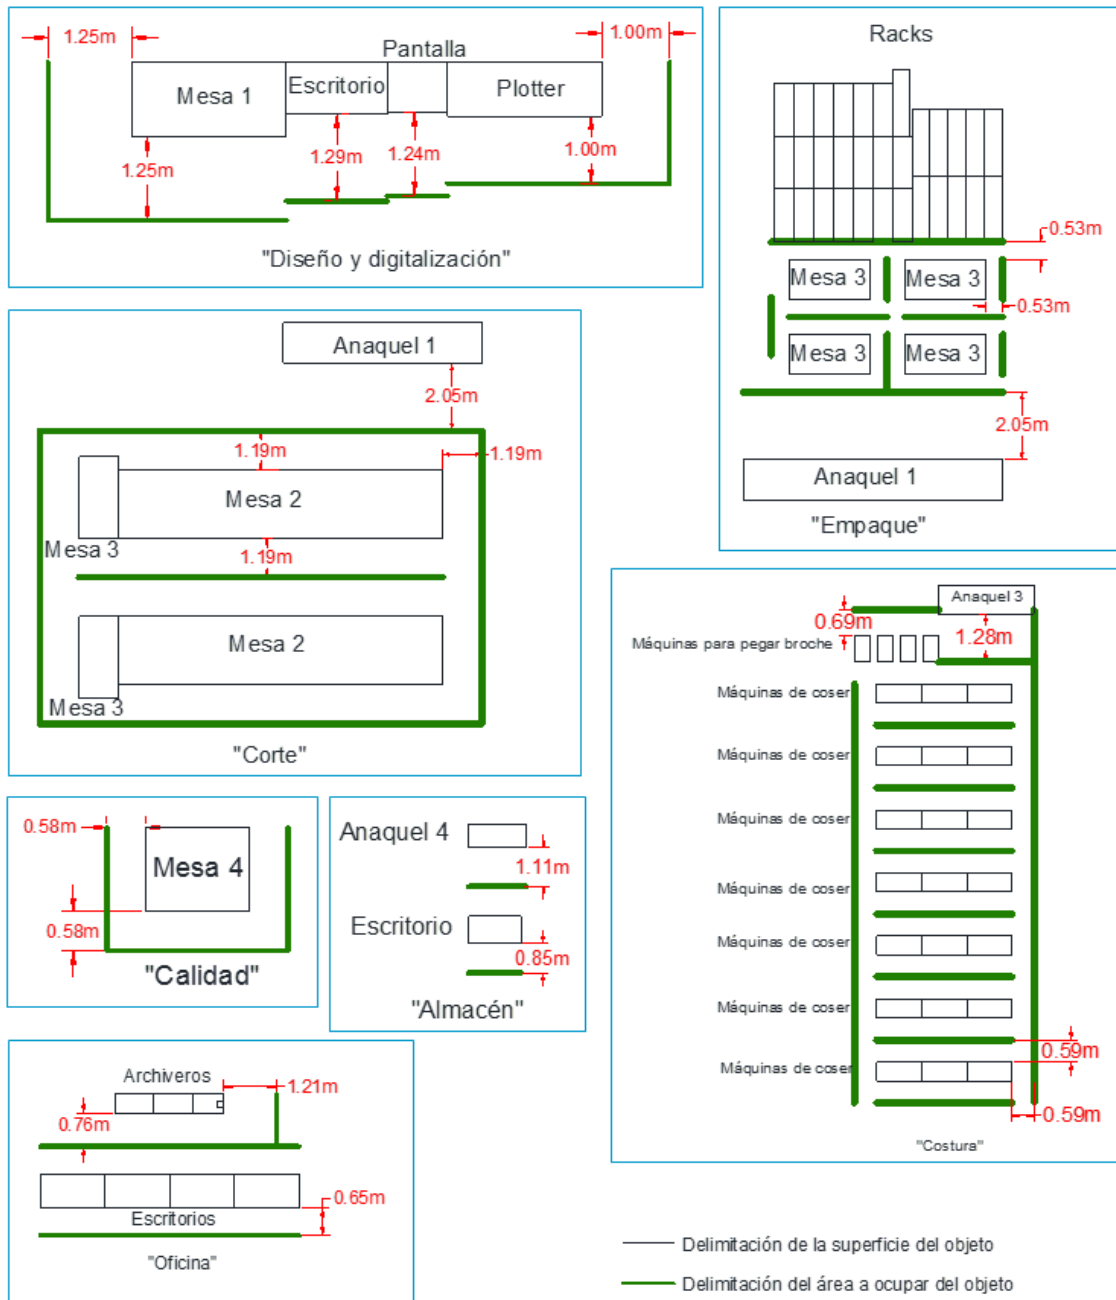 1.25m
Pantalla
1.00m
Mesa 1
Escritorio
Plotter
1.25m
1.29m
1.24m
1.00m
"Diseño y digitalización"
Racks
0.53m
Mesa 3
Mesa 3
0.53m
Mesa 3
Mesa 3
2.05m
Anaquel 1
"Empaque"
Anaquel 1
2.05m
1.19m
1.19m
Mesa 2
Mesa 3
1.19m
Mesa 2
Mesa 3
"Corte"
Anaquel 3
0.69m
1.28m
Máquinas para pegar broche
Máquinas de coser
Máquinas de coser
Máquinas de coser
Máquinas de coser
Máquinas de coser
Máquinas de coser
0.59m
Máquinas de coser
0.59m
"Costura"
0.58m
Mesa 4
0.58m
"Calidad"
Anaquel 4
1.11m
Escritorio
0.85m
"Almacén"
Archiveros
1.21m
0.76m
0.65m
Escritorios
"Oficina"
Delimitación de la superficie del objeto
Delimitación del área a ocupar del objeto